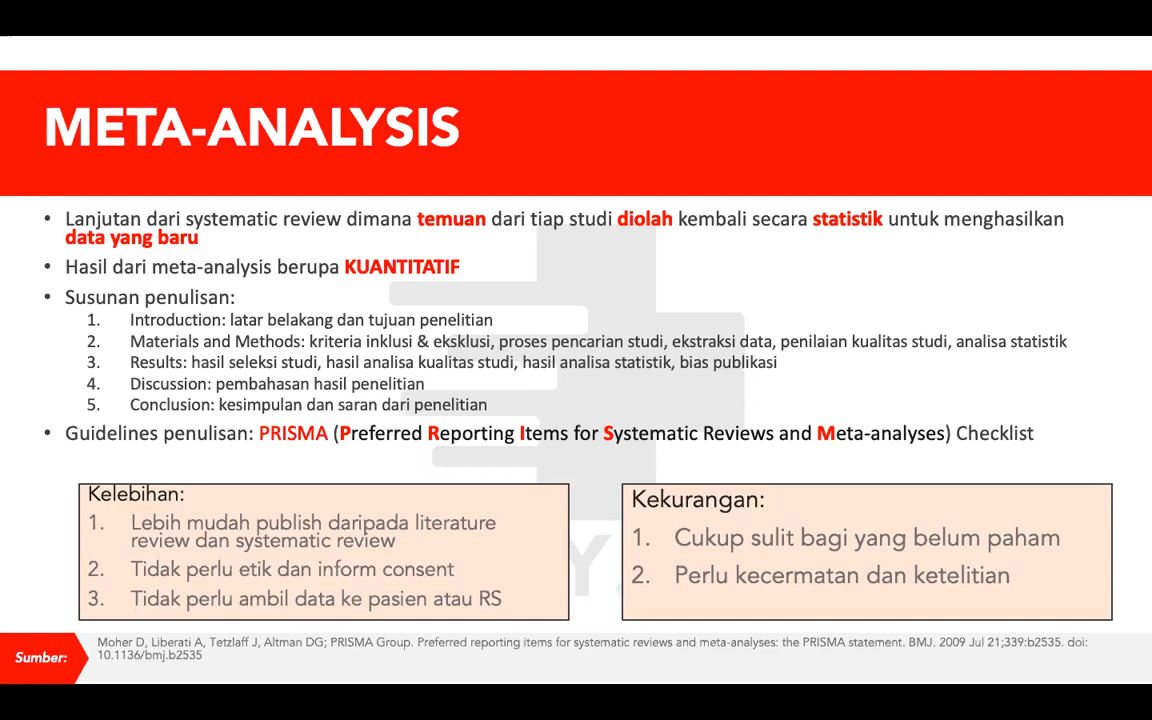 META-ANALYSIS
• Lanjutan dari systematic review dimana temuan dari tiap studi diolah kembali secara statistik untuk menghasilkan
data yang baru
• Hasil dari meta-analysis berupa KUANTITATIF
• Susunan penulisan:
1. Introduction: latar belakang dan tujuan penelitian
2. Materials and Methods: kriteria inklusi & eksklusi, proses pencarian studi, ekstraksi data, penilaian kualitas studi, analisa statistik
3. Results: hasil seleksi studi, hasil analisa kualitas studi, hasil analisa statistik, bias publikasi
4. Discussion: pembahasan hasil penelitian
5. Conclusion: kesimpulan dan saran dari penelitian
• Guidelines penulisan: PRISMA (Preferred Reporting Items for Systematic Reviews and Meta-analyses) Checklist
Kelebihan:
1. Lebih mudah publish daripada literature
review dan systematic review
2. Tidak perlu etik dan inform consent
3. Tidak perlu ambil data ke pasien atau RS
Kekurangan:
1. Cukup sulit bagi yang belum paham
2. Perlu kecermatan dan ketelitian
Sumber:
Moher D, Liberati A, Tetzlaff J, Altman DG; PRISMA Group. Preferred reporting items for systematic reviews and meta-analyses: the PRISMA statement. BMJ. 2009 Jul 21;339:b2535. doi:
10.1136/bmj.b2535